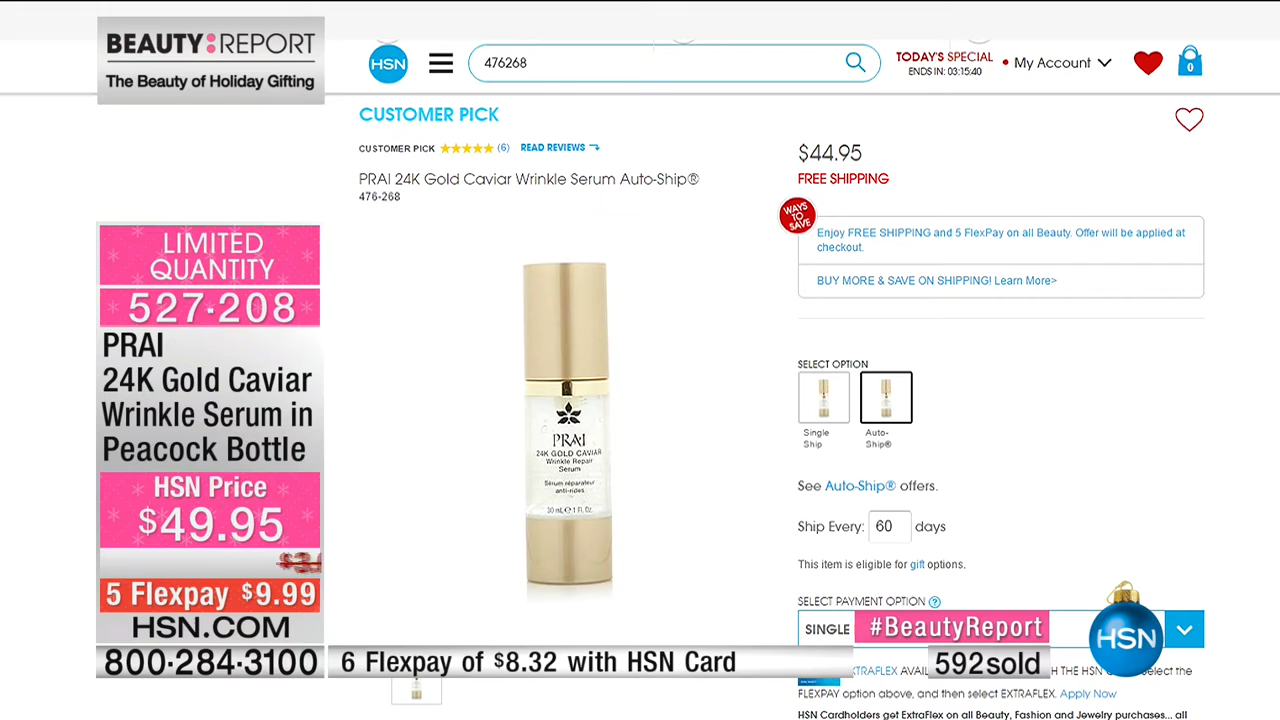 BEAUTY:REPORT
The Beauty of Holiday Gifting
HSN
476268
TODAY'S SPECIAL
ENDS IN: 03:15:40
My Account
0
CUSTOMER PICK
CUSTOMER PICK (6) READ REVIEWS
PRAI 24K Gold Caviar Wrinkle Serum Auto-Ship®
476-268
$44.95
FREE SHIPPING
WAYS
TO
SAVE
Enjoy FREE SHIPPING and 5 FlexPay on all Beauty. Offer will be applied at
checkout.
BUY MORE & SAVE ON SHIPPING! Learn More>
LIMITED
QUANTITY
527·208
PRAI
24K Gold Caviar
Wrinkle Serum in
Peacock Bottle
HSN Price
$49.95
5 Flexpay $9.99
HSN.COM
800·284·3100
PRAI
24K GOLD CAVIAR
Wrinkle Repair
Serum
Sérum réparateur
anti-rides
30 mL e 1 Fl. Oz.
SELECT OPTION
Single
Ship
Auto-
Ship®
See Auto-Ship® offers.
Ship Every: 60 days
This item is eligible for gift options.
SELECT PAYMENT OPTION ?
SINGLE
#BeautyReport
HSN
6 Flexpay of $8.32 with HSN Card
592sold
THE HSN CARD
FLEXPAY option above, and then select EXTRAFLEX. Apply Now
HSN Cardholders get ExtraFlex on all Beauty, Fashion and Jewelry purchases... all